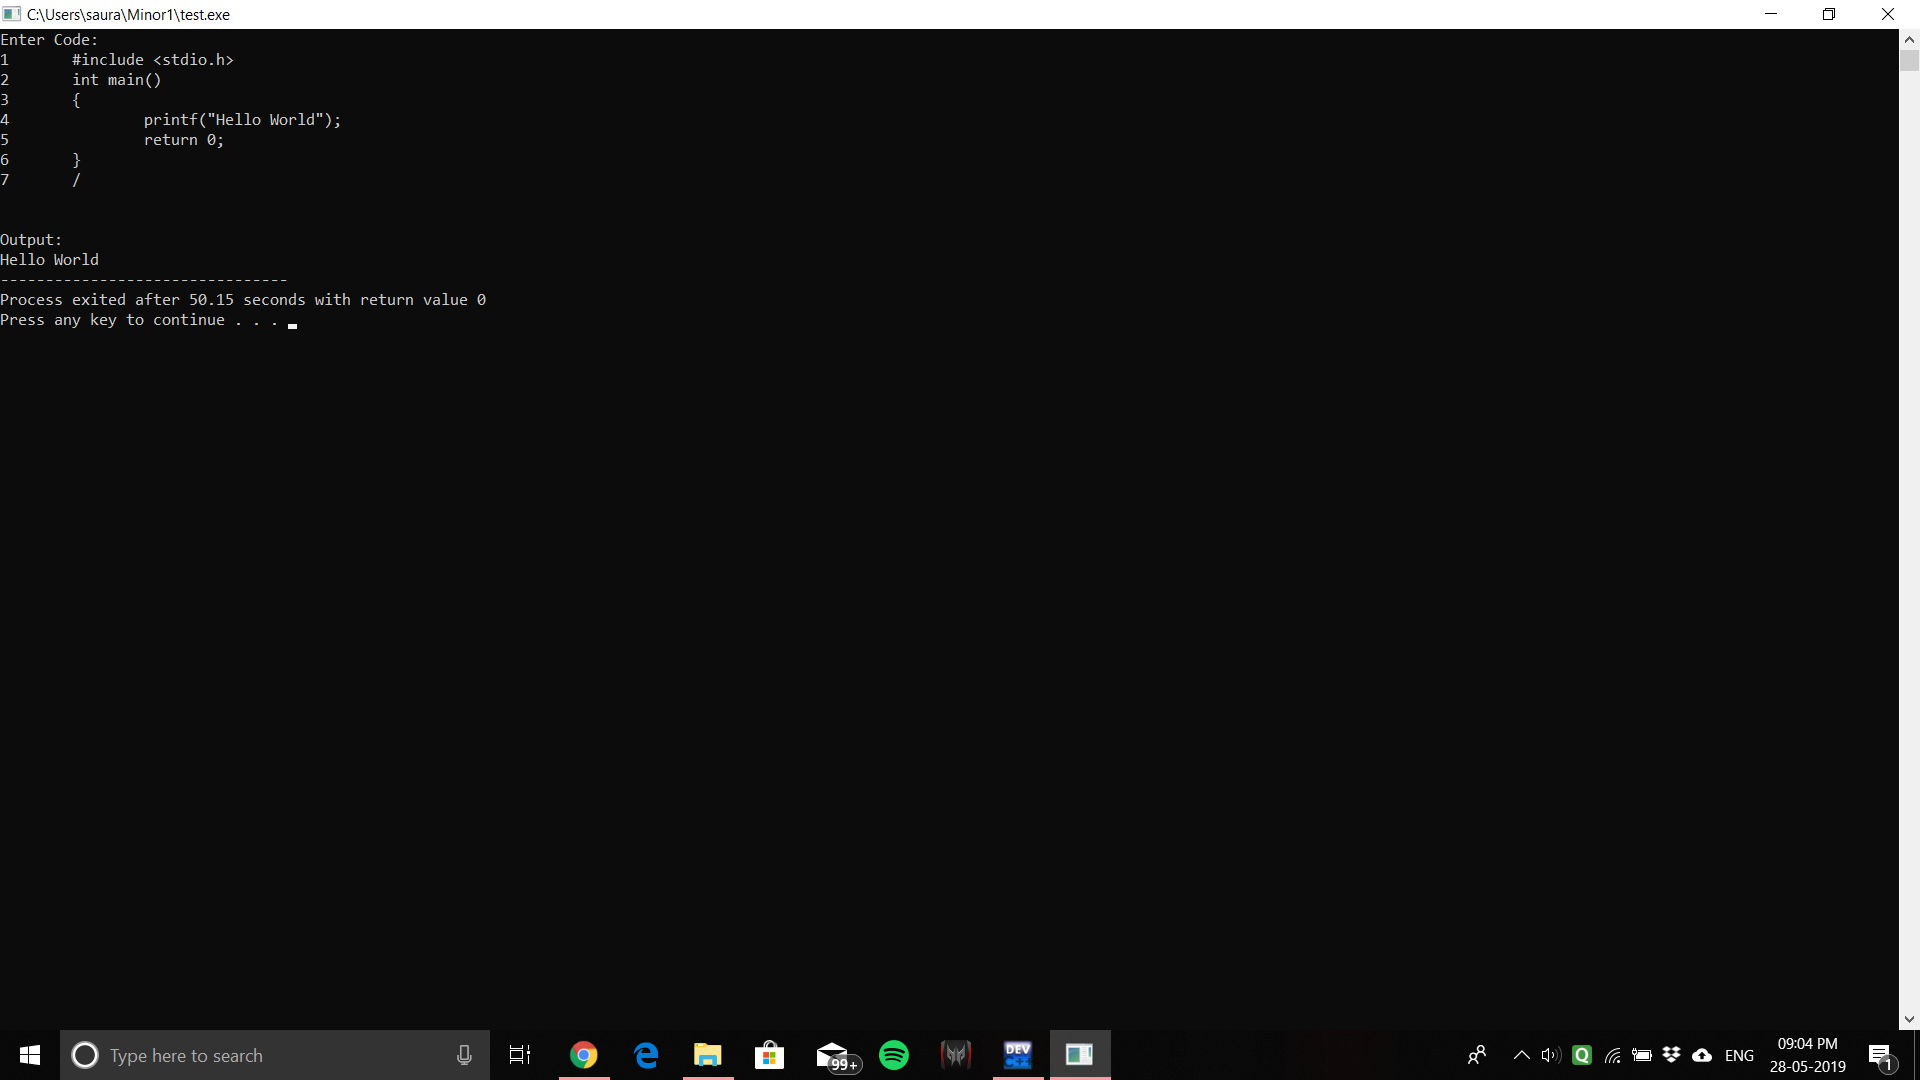 C:\Users\saura\Minor1\test.exe
Enter Code:
1 #include <stdio.h>
2 int main()
3 {
4 printf("Hello World");
5 return 0;
6 }
7 /
Output:
Hello World
--------------------------------
Process exited after 50.15 seconds with return value 0
Press any key to continue . . .
Type here to search
99+
DEV
C++
Q
ENG
09:04 PM
28-05-2019
1